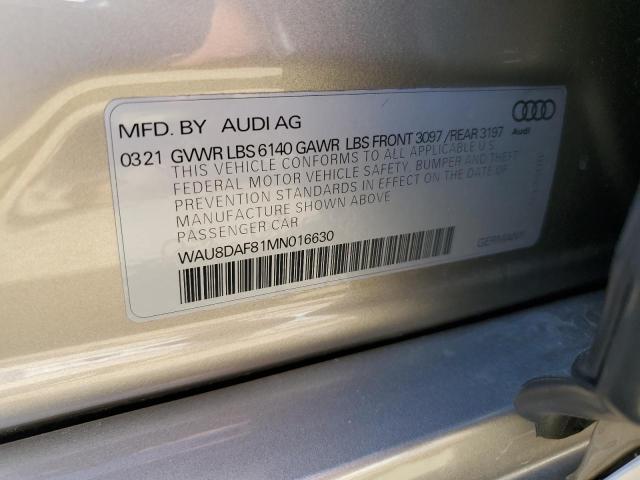 MFD. BY AUDI AG
Audi
0321 GVWR LBS 6140 GAWR LBS FRONT 3097 / REAR 3197
THIS VEHICLE CONFORMS TO ALL APPLICABLE U.S.
FEDERAL MOTOR VEHICLE SAFETY, BUMPER AND THEFT
PREVENTION STANDARDS IN EFFECT ON THE DATE OF
MANUFACTURE SHOWN ABOVE
PASSENGER CAR
WAU8DAF81MN016630
GERMANY